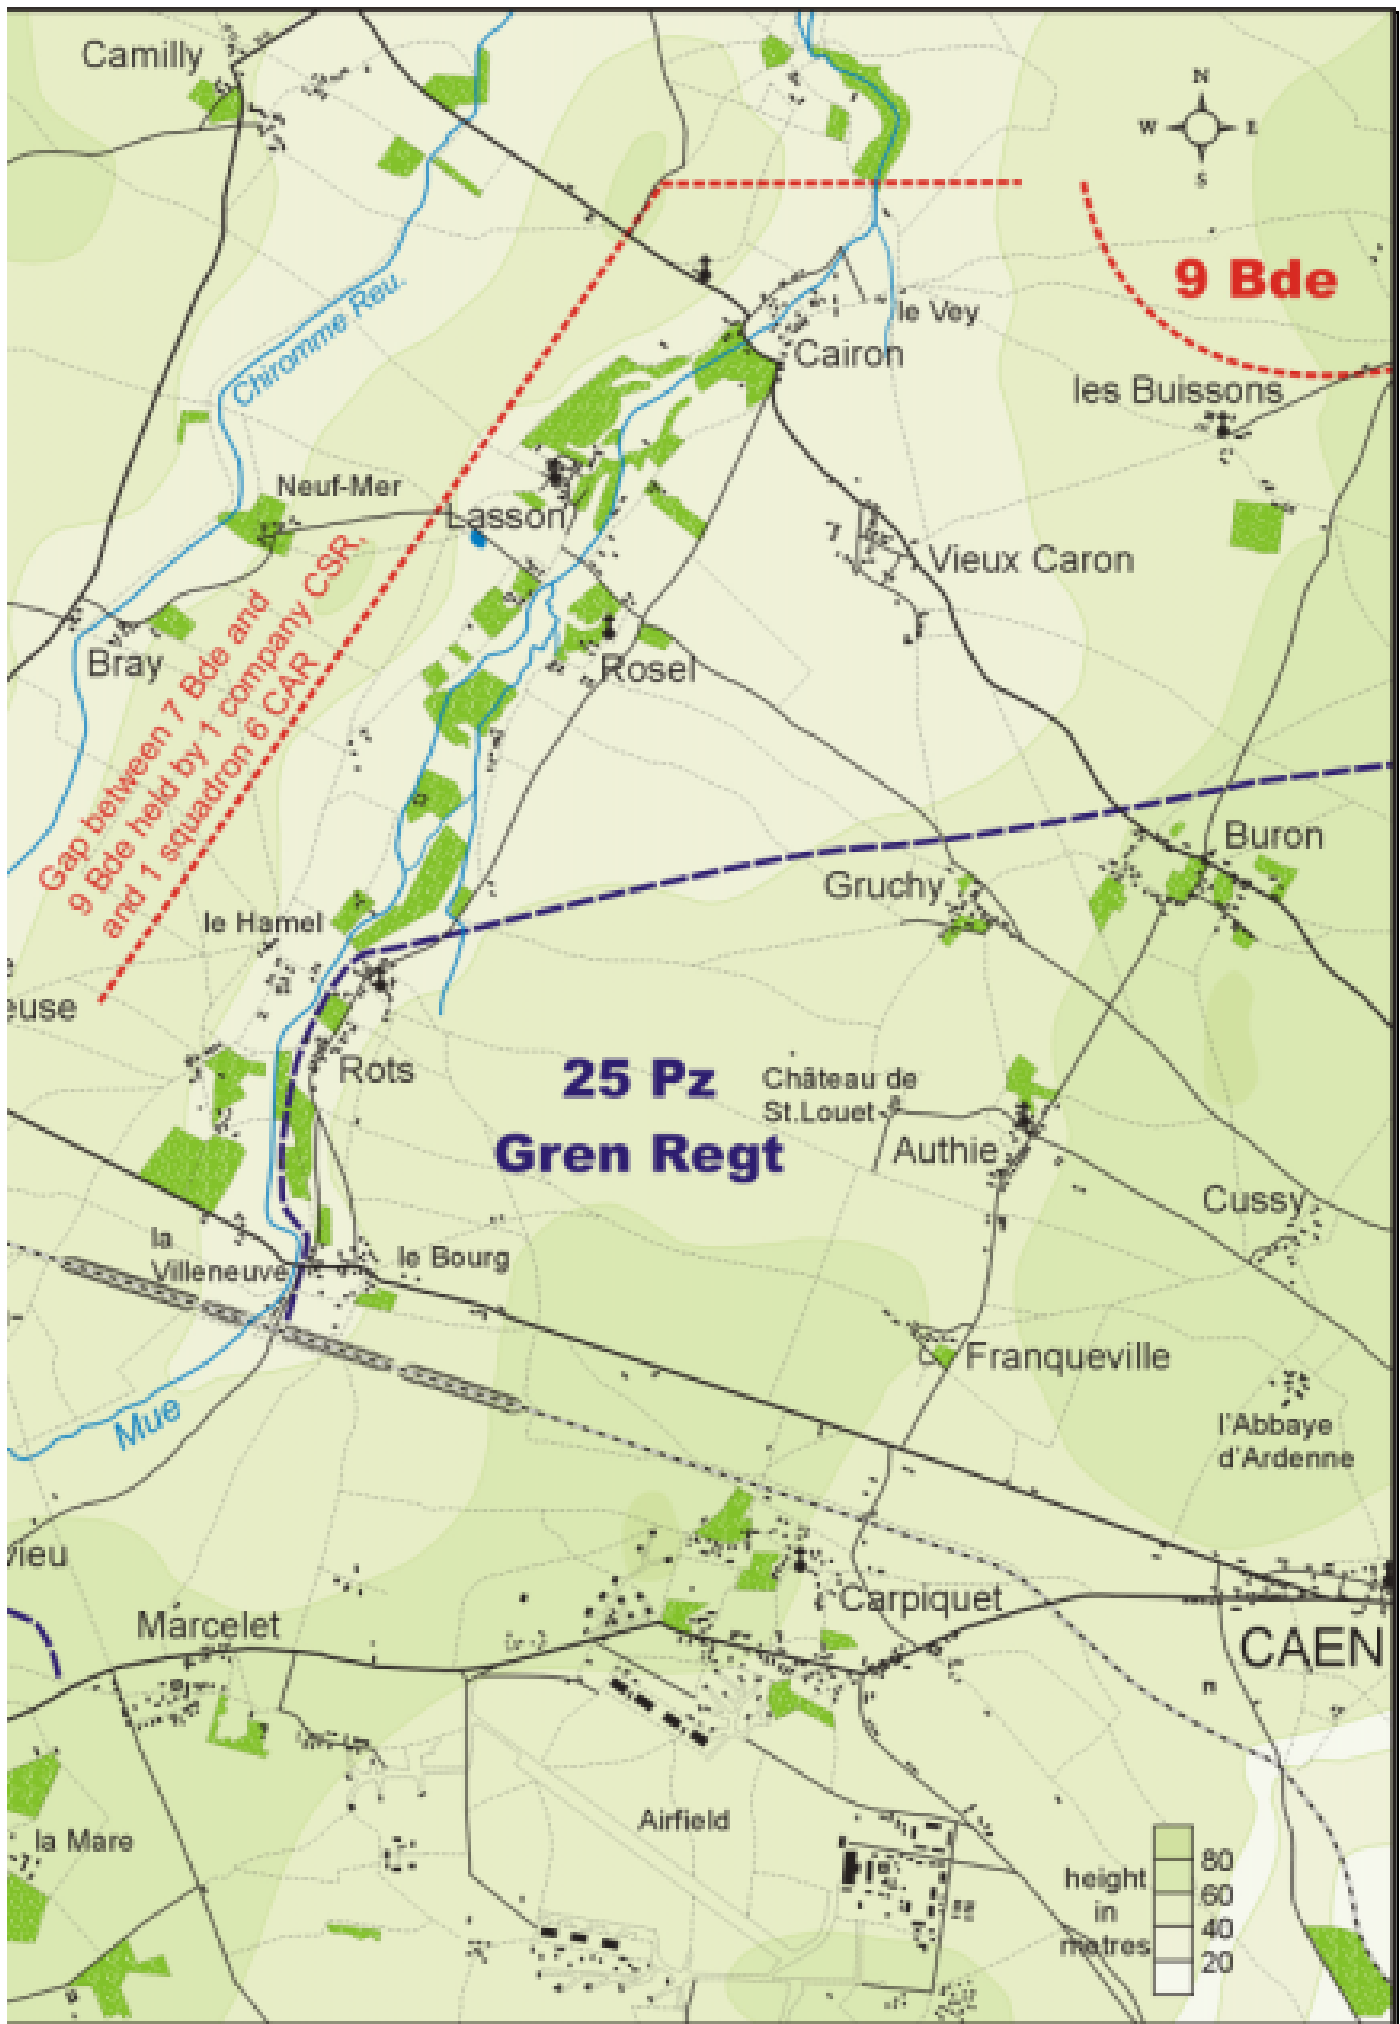 Camilly
N
W E
S
9 Bde
Chiromme Rau.
le Vey
Cairon
les Buissons
Neuf-Mer
Lasson
Vieux Caron
Bray
Rosel
Gap between 7 Bde and
9 Bde held by 1 company CSR,
and 1 squadron 6 CAR
Buron
Gruchy
le Hamel
euse
Rots
25 Pz
Gren Regt
Château de
St.Louet
Authie
Cussy
la
Villeneuve
le Bourg
Franqueville
Mue
l'Abbaye
d'Ardenne
vieu
Carpiquet
Marcelet
CAEN
Airfield
la Mare
height
in
metres
80
60
40
20